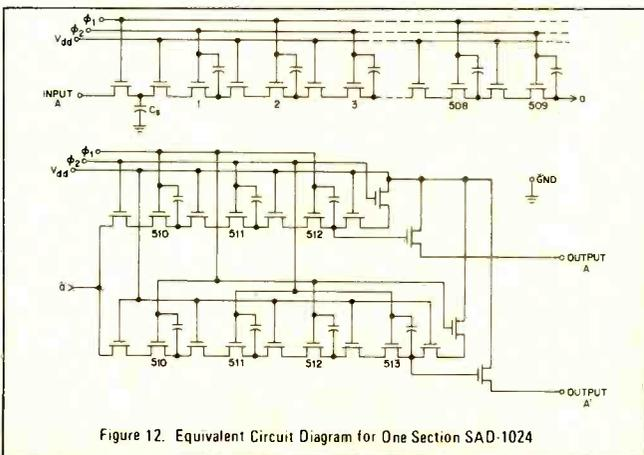 ϕ1
ϕ2
Vdd
INPUT
A
Cs
1 2 3 508 509 a
ϕ1
ϕ2
Vdd
GND
510 511 512
OUTPUT
A
a
510 511 512 513
OUTPUT
A'
Figure 12. Equivalent Circuit Diagram for One Section SAD-1024